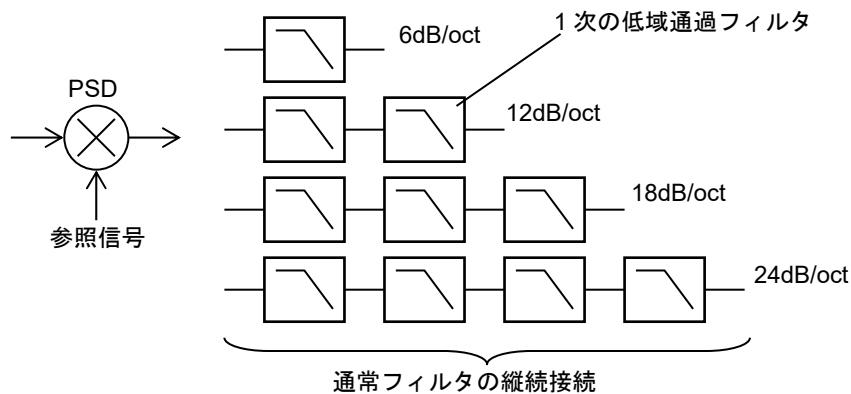 1 次の低域通過フィルタ
6dB/oct
PSD
12dB/oct
18dB/oct
参照信号
24dB/oct
通常フィルタの縦続接続